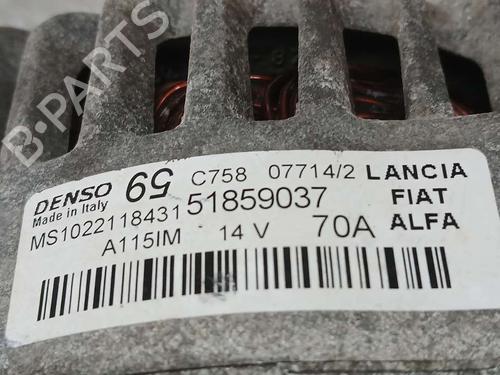 B-PARTS
DENSO 59 C758 07714/2 LANCIA
Made in Italy
MS1022118431 51859037 FIAT
A115IM 14 V 70A ALFA